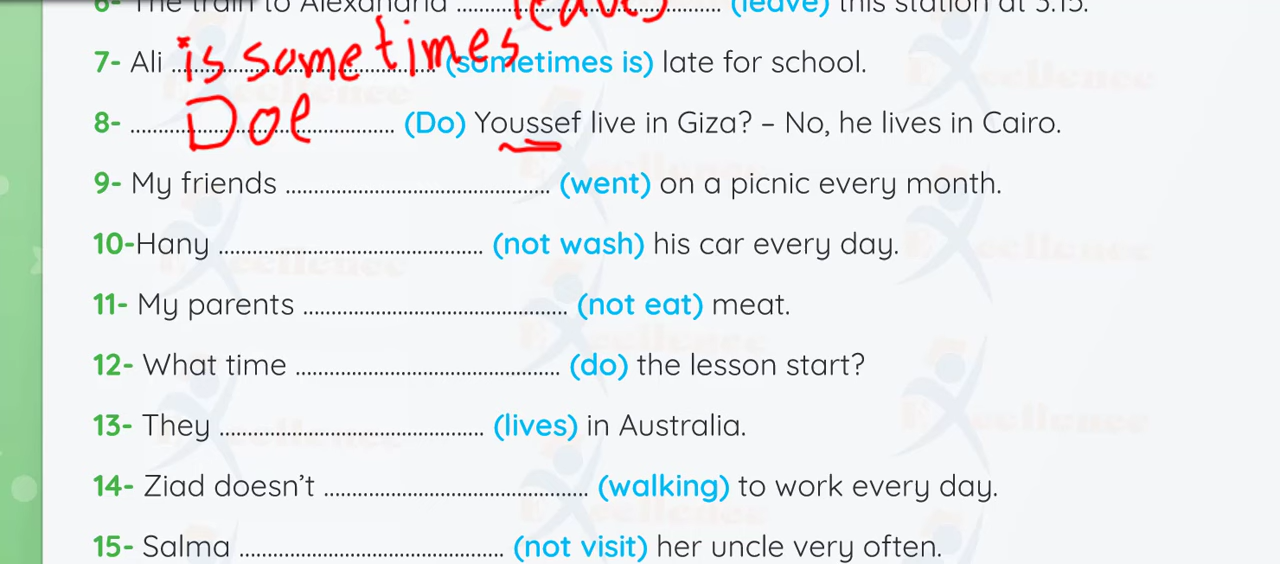 6- The train to Alexandria .......... leaves .......... (leave) this station at 3.15.
7- Ali .......... is sometimes .......... (sometimes is) late for school.
8- .......... Doe .......... (Do) Youssef live in Giza? – No, he lives in Cairo.
9- My friends .......... (went) on a picnic every month.
10-Hany .......... (not wash) his car every day.
11- My parents .......... (not eat) meat.
12- What time .......... (do) the lesson start?
13- They .......... (lives) in Australia.
14- Ziad doesn't .......... (walking) to work every day.
15- Salma .......... (not visit) her uncle very often.